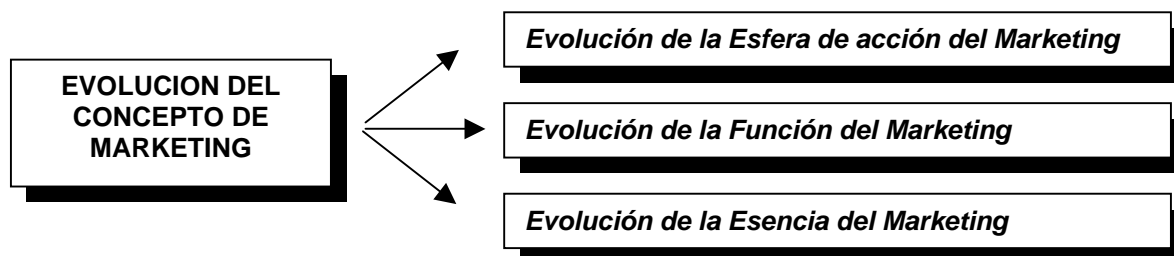 EVOLUCION DEL
CONCEPTO DE
MARKETING
Evolución de la Esfera de acción del Marketing
Evolución de la Función del Marketing
Evolución de la Esencia del Marketing